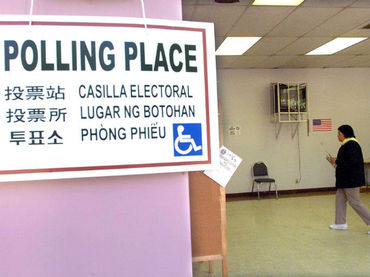 POLLING PLACE
投票站 CASILLA ELECTORAL
投票所 LUGAR NG BOTOHAN
투표소 PHÒNG PHIẾU